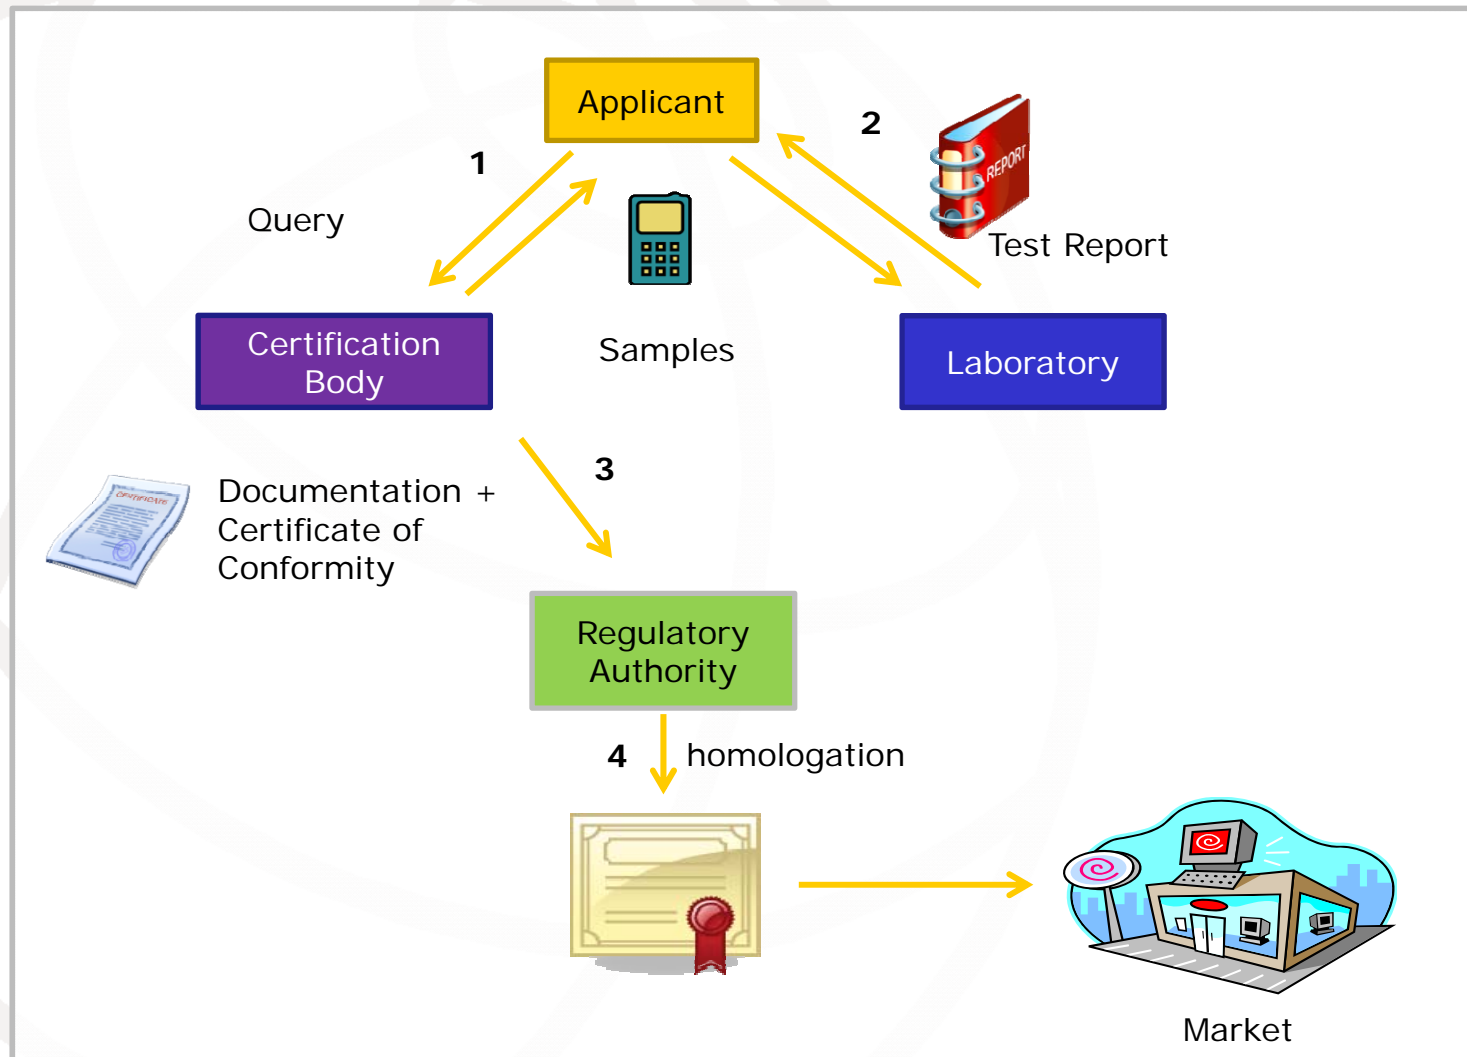 Applicant
2
REPORT
1
Query
Test Report
Certification
Body
Samples
Laboratory
3
CERTIFICATE
Documentation +
Certificate of
Conformity
Regulatory
Authority
4
homologation
Market